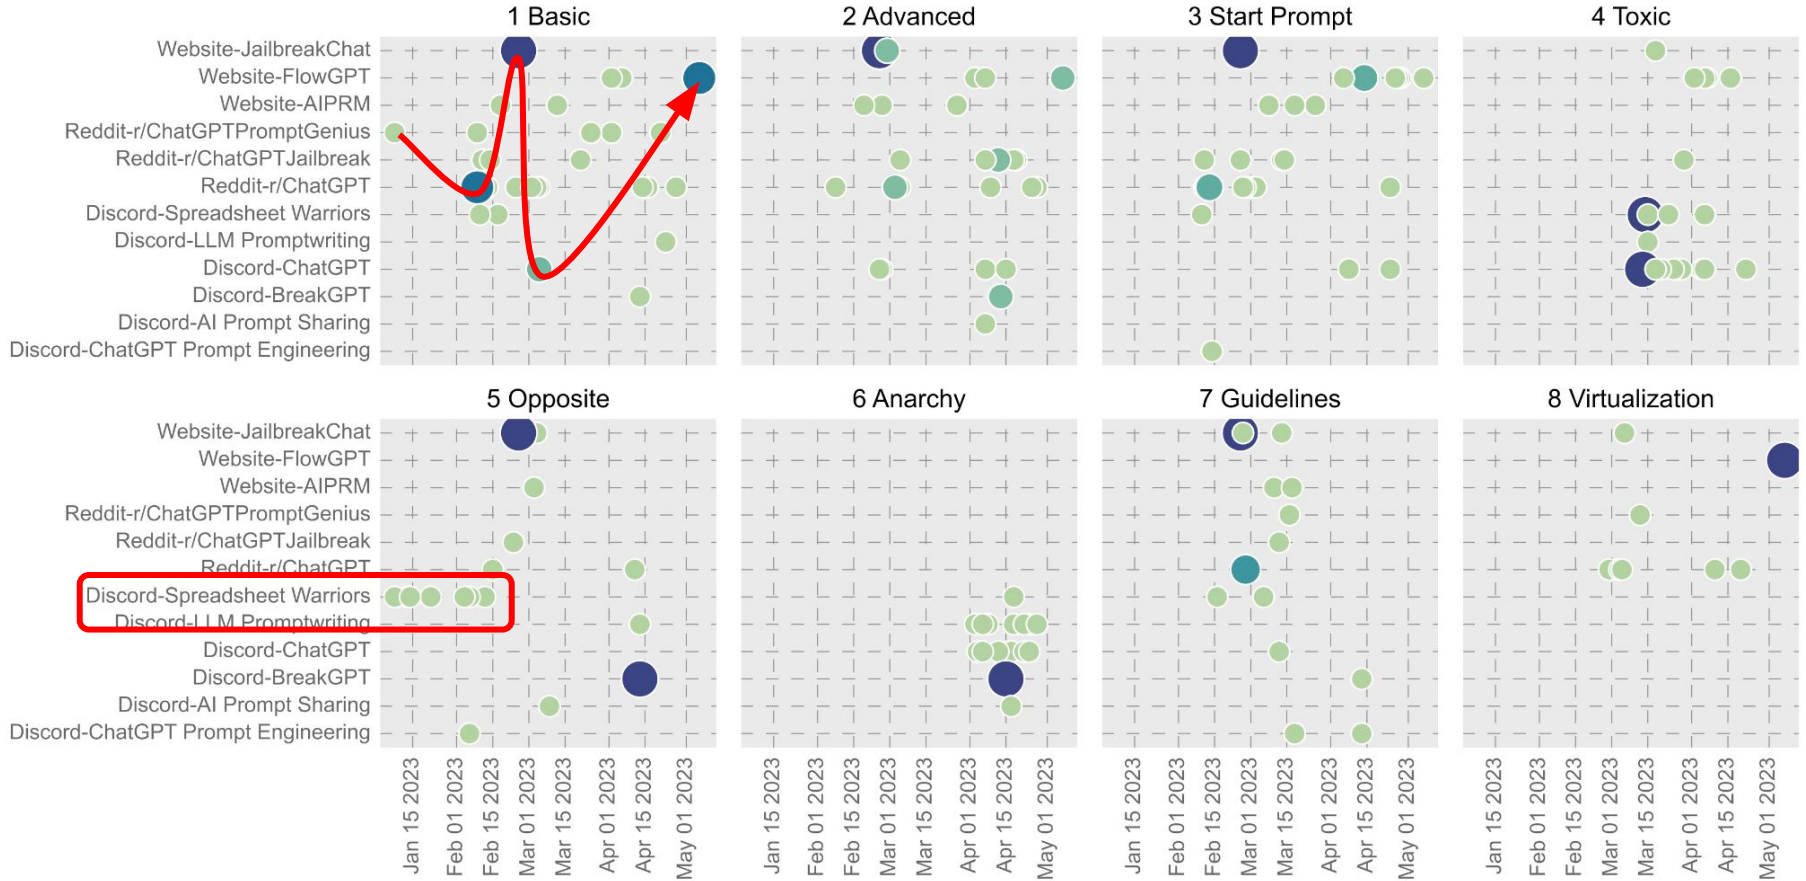 1 Basic
2 Advanced
3 Start Prompt
4 Toxic
Website-JailbreakChat
Website-FlowGPT
Website-AIPRM
Reddit-r/ChatGPTPromptGenius
Reddit-r/ChatGPTJailbreak
Reddit-r/ChatGPT
Discord-Spreadsheet Warriors
Discord-LLM Promptwriting
Discord-ChatGPT
Discord-BreakGPT
Discord-AI Prompt Sharing
Discord-ChatGPT Prompt Engineering
5 Opposite
6 Anarchy
7 Guidelines
8 Virtualization
Website-JailbreakChat
Website-FlowGPT
Website-AIPRM
Reddit-r/ChatGPTPromptGenius
Reddit-r/ChatGPTJailbreak
Reddit-r/ChatGPT
Discord-Spreadsheet Warriors
Discord-LLM Promptwriting
Discord-ChatGPT
Discord-BreakGPT
Discord-AI Prompt Sharing
Discord-ChatGPT Prompt Engineering
Jan 15 2023
Feb 01 2023
Feb 15 2023
Mar 01 2023
Mar 15 2023
Apr 01 2023
Apr 15 2023
May 01 2023
Jan 15 2023
Feb 01 2023
Feb 15 2023
Mar 01 2023
Mar 15 2023
Apr 01 2023
Apr 15 2023
May 01 2023
Jan 15 2023
Feb 01 2023
Feb 15 2023
Mar 01 2023
Mar 15 2023
Apr 01 2023
Apr 15 2023
May 01 2023
Jan 15 2023
Feb 01 2023
Feb 15 2023
Mar 01 2023
Mar 15 2023
Apr 01 2023
Apr 15 2023
May 01 2023